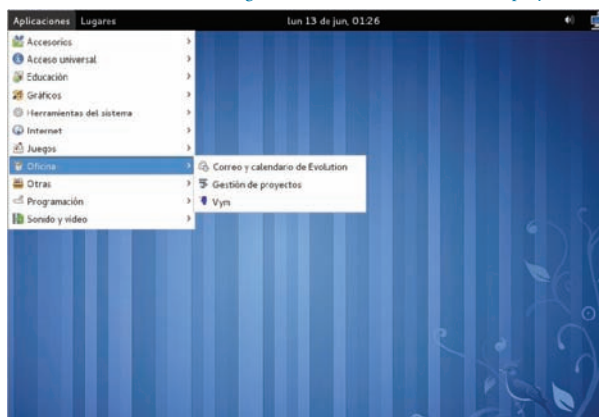 Aplicaciones Lugares lun 13 de jun, 01:26
Accesorios
Acceso universal
Educación
Gráficos
Herramientas del sistema
Internet
Juegos
Oficina
Correo y calendario de Evolution
Otras
Gestión de proyectos
Programación
Vym
Sonido y vídeo